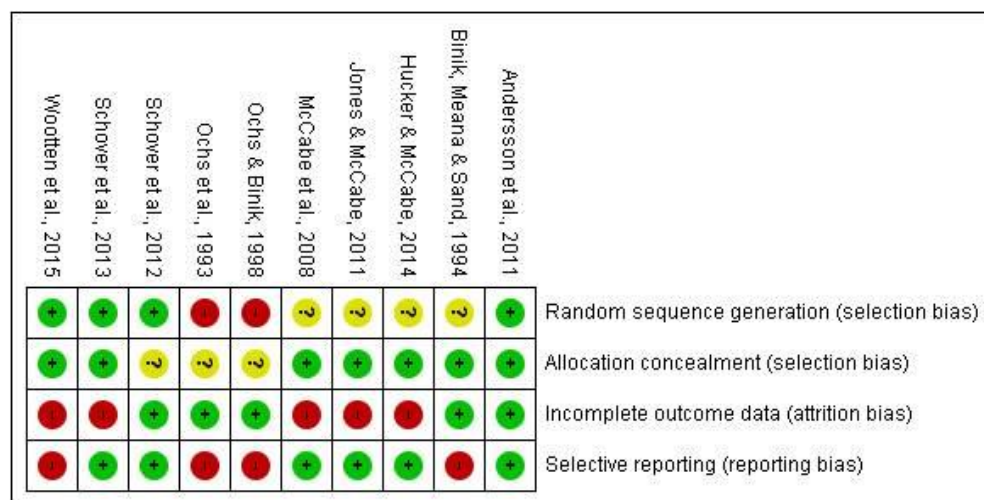 Wootten et al., 2015
Schover et al., 2013
Schover et al., 2012
Ochs et al., 1993
Ochs & Binik, 1998
McCabe et al., 2008
Jones & McCabe, 2011
Hucker & McCabe, 2014
Binik, Meana & Sand, 1994
Andersson et al., 2011
+ + + – – ? ? ? ? + Random sequence generation (selection bias)
+ + ? ? ? + + + + + Allocation concealment (selection bias)
– – + + + – – – + + Incomplete outcome data (attrition bias)
– + + – – + + + – + Selective reporting (reporting bias)